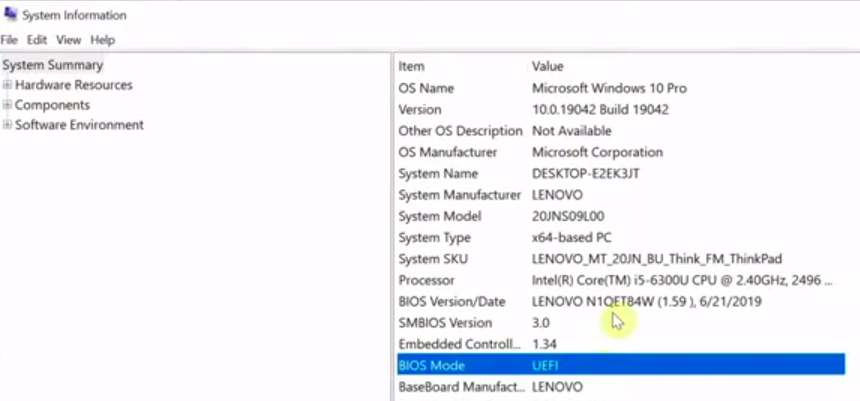 System Information
File Edit View Help
System Summary
Hardware Resources
Components
Software Environment
Item Value
OS Name Microsoft Windows 10 Pro
Version 10.0.19042 Build 19042
Other OS Description Not Available
OS Manufacturer Microsoft Corporation
System Name DESKTOP-E2EK3JT
System Manufacturer LENOVO
System Model 20JNS09L00
System Type x64-based PC
System SKU LENOVO_MT_20JN_BU_Think_FM_ThinkPad
Processor Intel(R) Core(TM) i5-6300U CPU @ 2.40GHz, 2496 ...
BIOS Version/Date LENOVO N1QET84W (1.59 ), 6/21/2019
SMBIOS Version 3.0
Embedded Controll... 1.34
BIOS Mode UEFI
BaseBoard Manufact... LENOVO